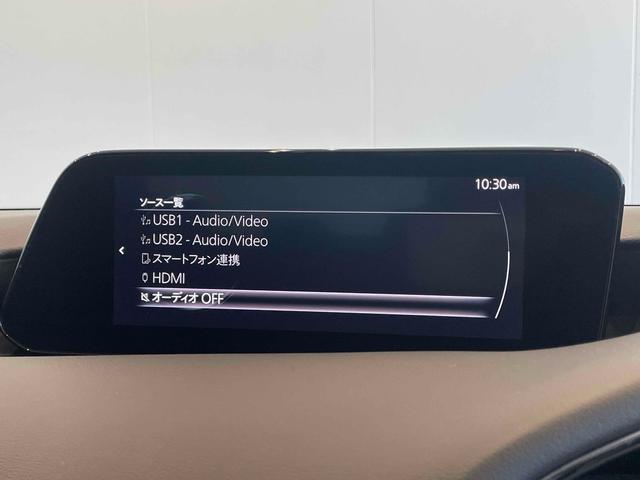 10:30am
ソース一覧
USB1 - Audio/Video
USB2 - Audio/Video
スマートフォン連携
HDMI
オーディオ OFF